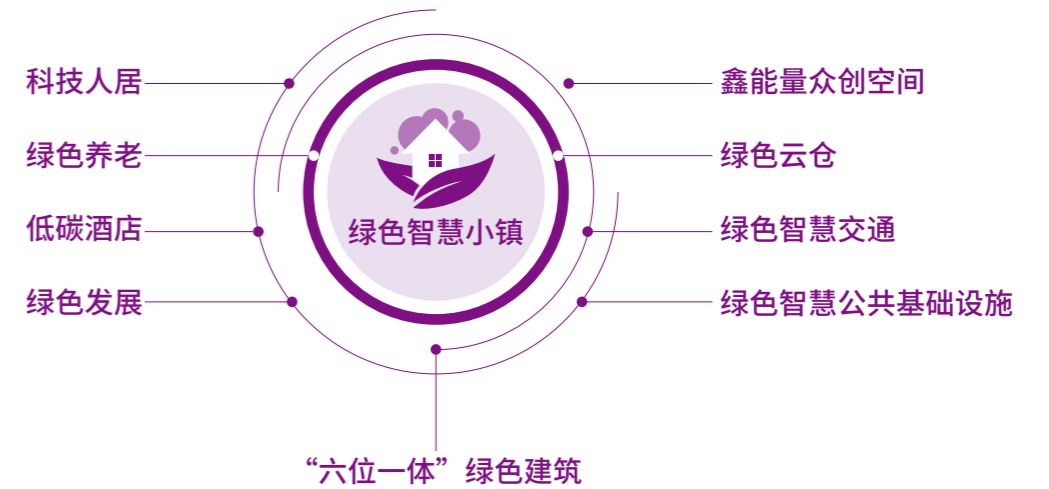 科技人居
绿色养老
低碳酒店
绿色发展
绿色智慧小镇
鑫能量众创空间
绿色云仓
绿色智慧交通
绿色智慧公共基础设施
“六位一体”绿色建筑